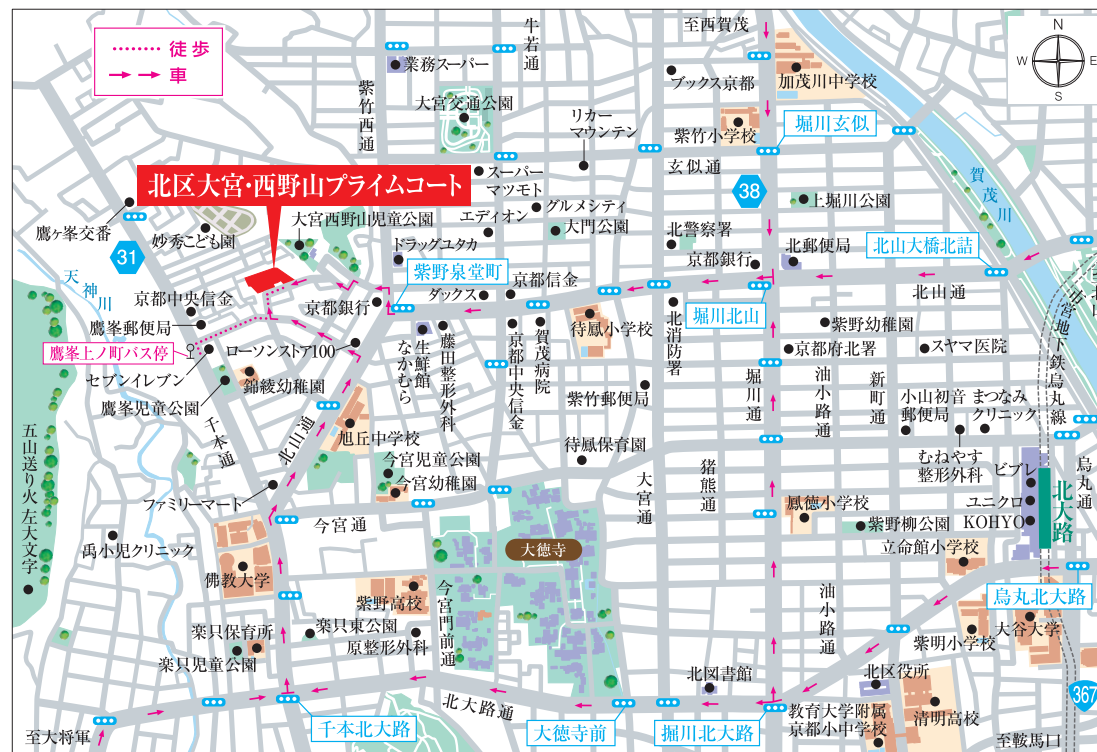 徒歩
車
牛若通
至西賀茂
N
W
E
S
業務スーパー
紫竹西通
大宮交通公園
ブックス京都
加茂川中学校
リカー
マウンテン
紫竹小学校
堀川玄似
玄似通
賀茂川
北区大宮・西野山プライムコート
スーパー
マツモト
38
上堀川公園
グルメシティ
鷹ヶ峯交番
妙秀こども園
大宮西野山児童公園
エディオン
大門公園
北警察署
北郵便局
北山大橋北詰
31
ドラッグユタカ
京都銀行
天神川
紫野泉堂町
京都信金
北山通
京都中央信金
京都銀行
ダックス
堀川北山
市営地下鉄烏丸線
鷹峯郵便局
待鳳小学校
北消防署
紫野幼稚園
鷹峯上ノ町バス停
ローソンストア100
生鮮館
なかむら
藤田整形外科
京都中央信金
賀茂病院
京都府北署
スヤマ医院
セブンイレブン
錦綾幼稚園
堀川通
油小路通
新町通
鷹峯児童公園
紫竹郵便局
小山初音
郵便局
まつなみ
クリニック
千本通
北山通
旭丘中学校
待鳳保育園
むねやす
整形外科
ビブレ
烏丸通
五山送り火 左大文字
今宮児童公園
今宮幼稚園
大宮通
猪熊通
ユニクロ
北大路
ファミリーマート
鳳徳小学校
KOHYO
今宮通
紫野柳公園
禹小児クリニック
大徳寺
立命館小学校
佛教大学
紫野高校
今宮門前通
油小路通
烏丸北大路
楽只保育所
楽只東公園
紫明小学校
大谷大学
楽只児童公園
原整形外科
北図書館
北区役所
367
北大路通
至大将軍
千本北大路
大徳寺前
掘川北大路
教育大学附属
京都小中学校
清明高校
至鞍馬口